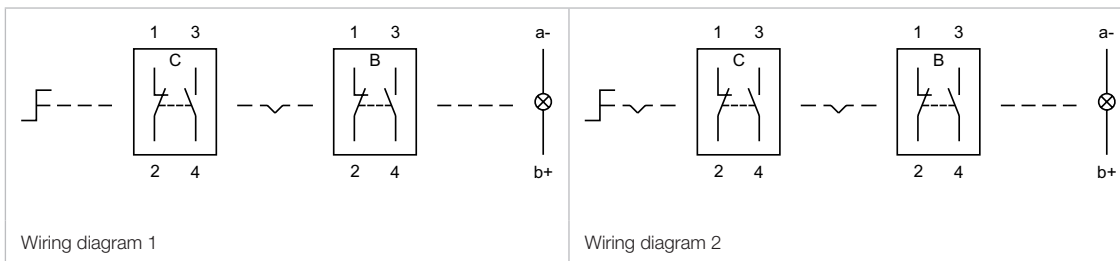 1 3 1 3 a-
C B
2 4 2 4 b+
Wiring diagram 1
1 3 1 3 a-
C B
2 4 2 4 b+
Wiring diagram 2